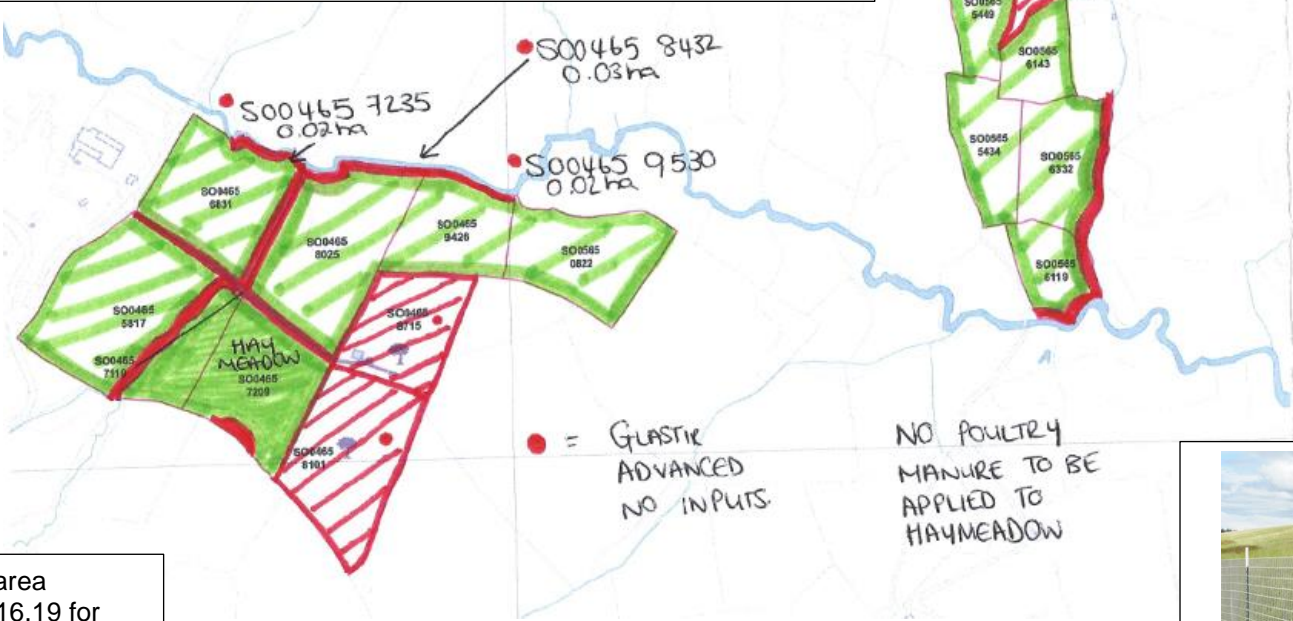 SO0465 8432
0.03ha
SO0465 7235
0.02ha
SO0465 9530
0.02ha
SO0565
5449
SO0565
6143
SO0565
5434
SO0565
6332
SO0565
6119
SO0465
6831
SO0465
8025
SO0465
9426
SO0565
0822
SO0465
5817
SO0465
HAY
MEADOW
SO0465
7209
SO0465
8715
SO0465
8101
= GLASTIR
ADVANCED
NO INPUTS.
NO POULTRY
MANURE TO BE
APPLIED TO
HAYMEADOW
area
16.19 for